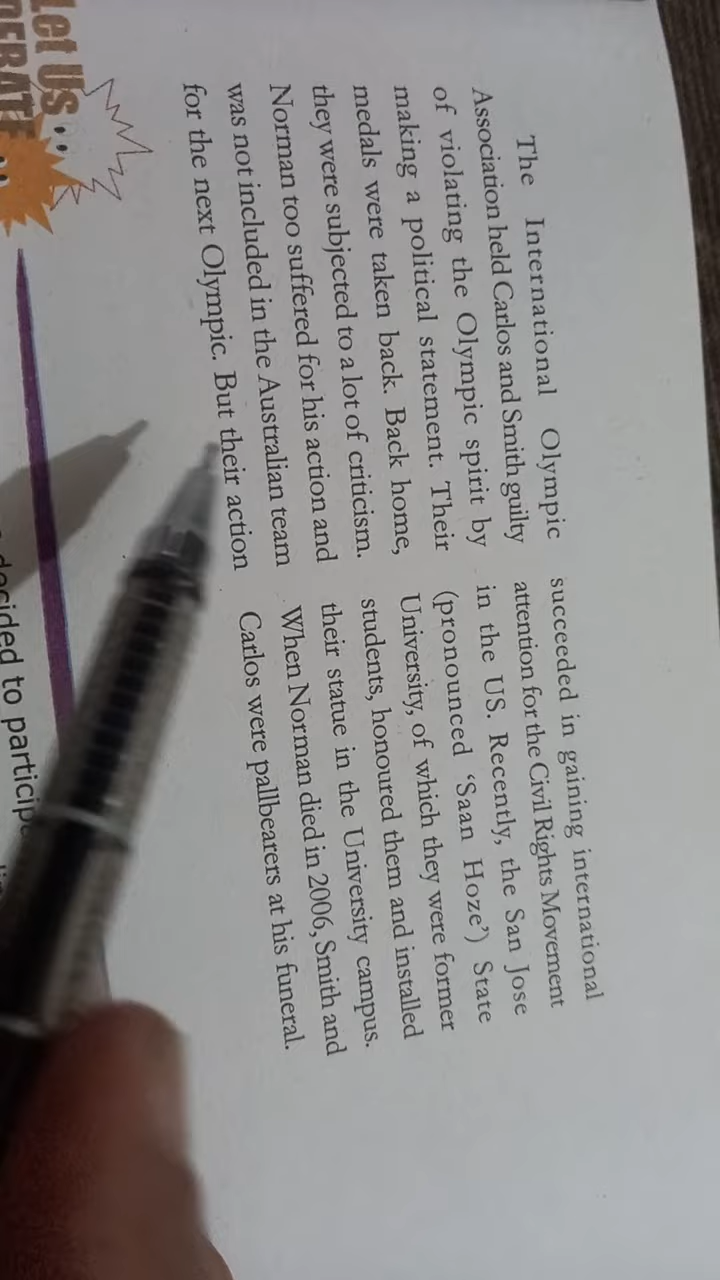 The International Olympic
Association held Carlos and Smith guilty
of violating the Olympic spirit by
making a political statement. Their
medals were taken back. Back home,
they were subjected to a lot of criticism.
Norman too suffered for his action and
was not included in the Australian team
for the next Olympic. But their action
succeeded in gaining international
attention for the Civil Rights Movement
in the US. Recently, the San Jose
(pronounced ‘Saan Hoze’) State
University, of which they were former
students, honoured them and installed
their statue in the University campus.
When Norman died in 2006, Smith and
Carlos were pallbearers at his funeral.
Let US ..
decided to